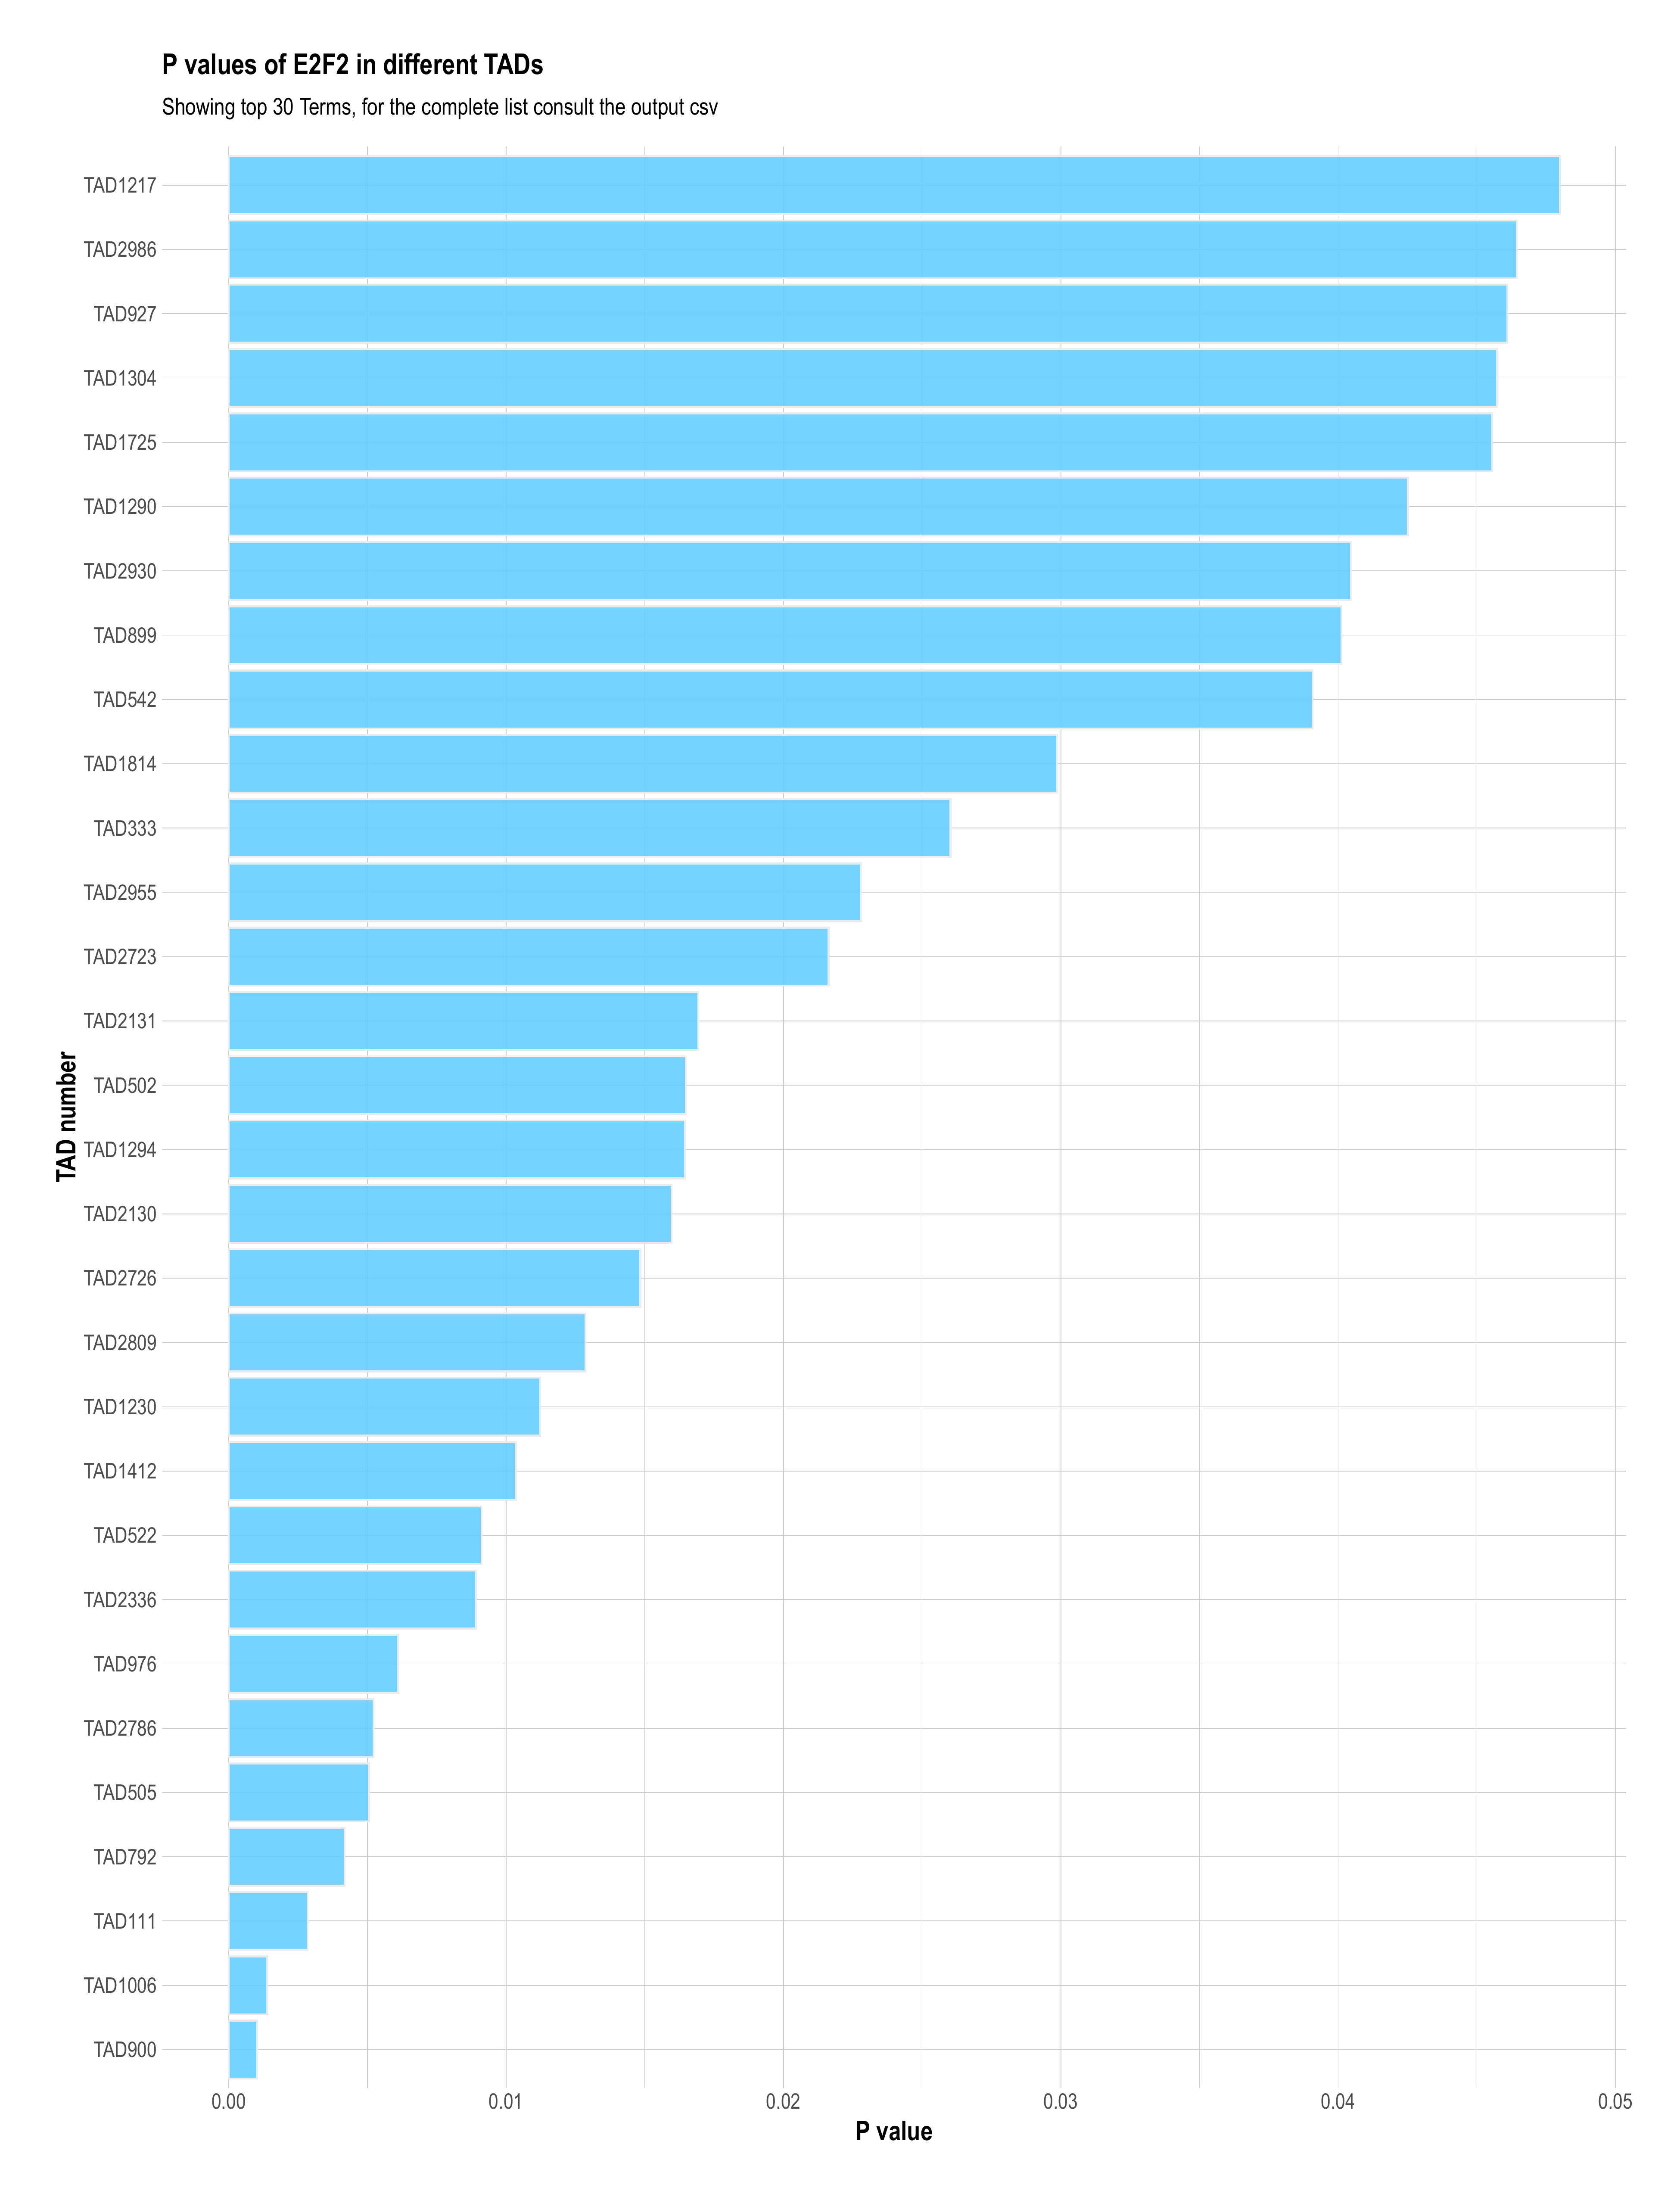 P values of E2F2 in different TADs
Showing top 30 Terms, for the complete list consult the output csv
TAD number
TAD1217
TAD2986
TAD927
TAD1304
TAD1725
TAD1290
TAD2930
TAD899
TAD542
TAD1814
TAD333
TAD2955
TAD2723
TAD2131
TAD502
TAD1294
TAD2130
TAD2726
TAD2809
TAD1230
TAD1412
TAD522
TAD2336
TAD976
TAD2786
TAD505
TAD792
TAD111
TAD1006
TAD900
0.00 0.01 0.02 0.03 0.04 0.05
P value